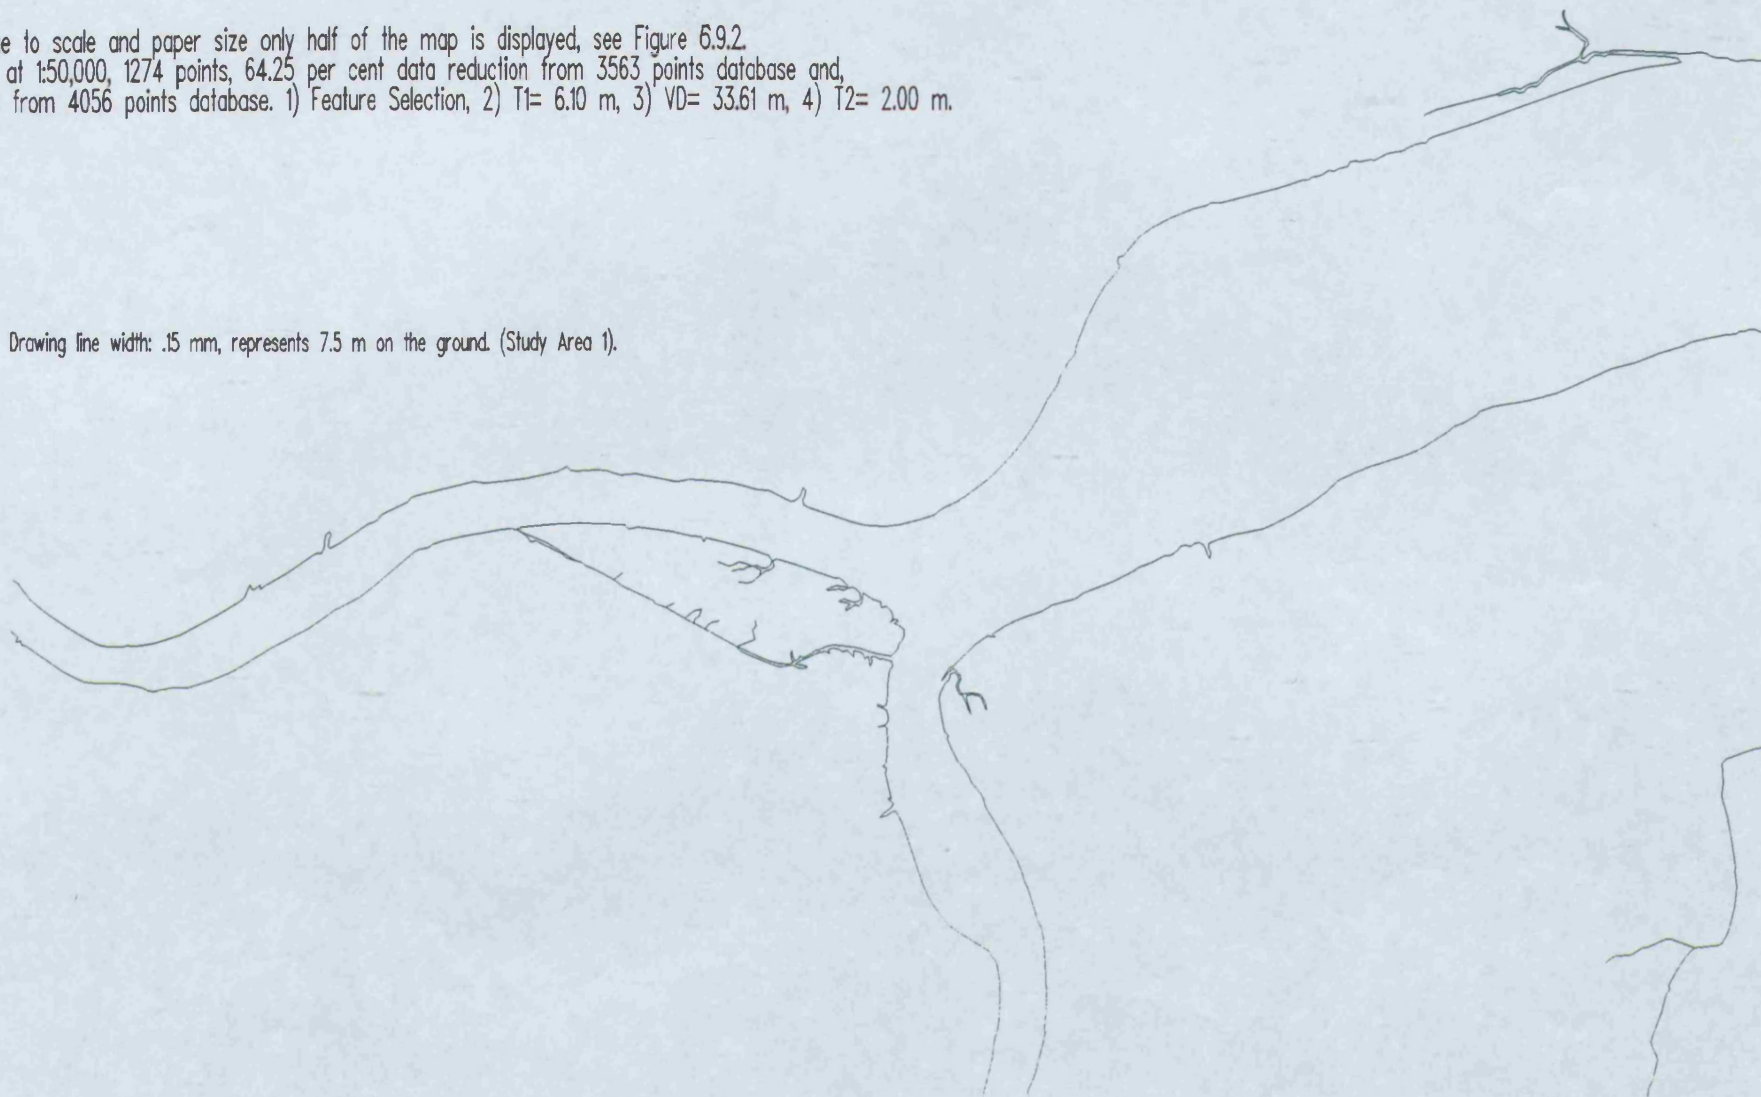 e to scale and paper size only half of the map is displayed, see Figure 6.9.2.
at 1:50,000, 1274 points, 64.25 per cent data reduction from 3563 points database and,
from 4056 points database. 1) Feature Selection, 2) T1= 6.10 m, 3) VD= 33.61 m, 4) T2= 2.00 m.
Drawing line width: .15 mm, represents 7.5 m on the ground. (Study Area 1).